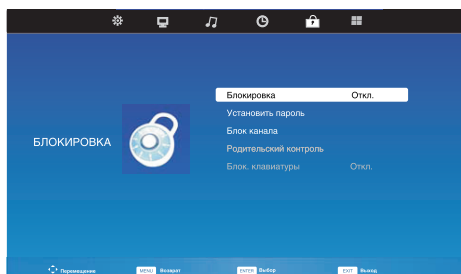 Блокировка Откл.
Установить пароль
Блок канала
БЛОКИРОВКА
Родительский контроль
Блок. клавиатуры Откл.
Перемещение MENU Возврат ENTER Выбор EXIT Выход